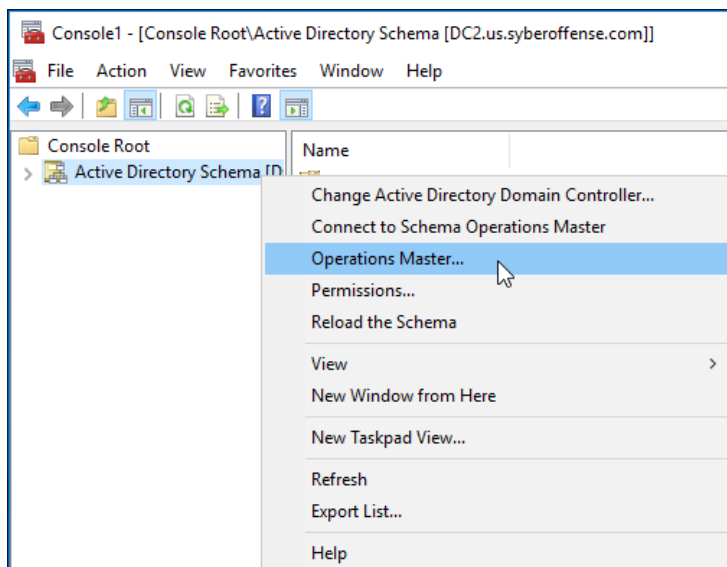 Console1 - [Console Root\Active Directory Schema [DC2.us.syberoffense.com]]
File Action View Favorites Window Help
Console Root
Name
Active Directory Schema [D
Change Active Directory Domain Controller...
Connect to Schema Operations Master
Operations Master...
Permissions...
Reload the Schema
View
New Window from Here
New Taskpad View...
Refresh
Export List...
Help